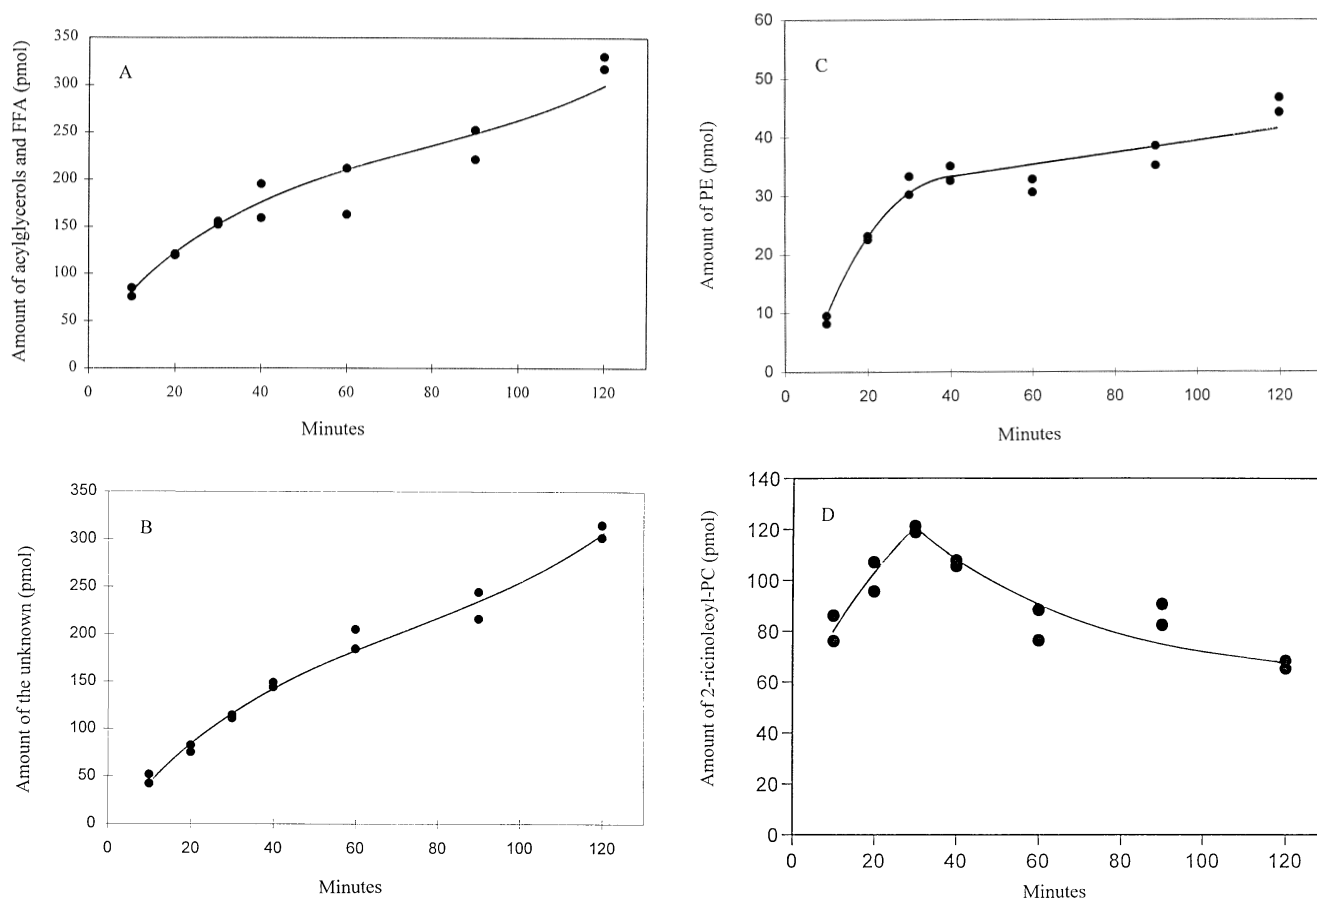 A
Amount of acylglycerols and FFA (pmol)
350
300
250
200
150
100
50
0
0 20 40 60 80 100 120
Minutes
C
Amount of PE (pmol)
60
50
40
30
20
10
0
0 20 40 60 80 100 120
Minutes
B
Amount of the unknown (pmol)
350
300
250
200
150
100
50
0
0 20 40 60 80 100 120
Minutes
D
Amount of 2-ricinoleoyl-PC (pmol)
140
120
100
80
60
40
20
0
0 20 40 60 80 100 120
Minutes